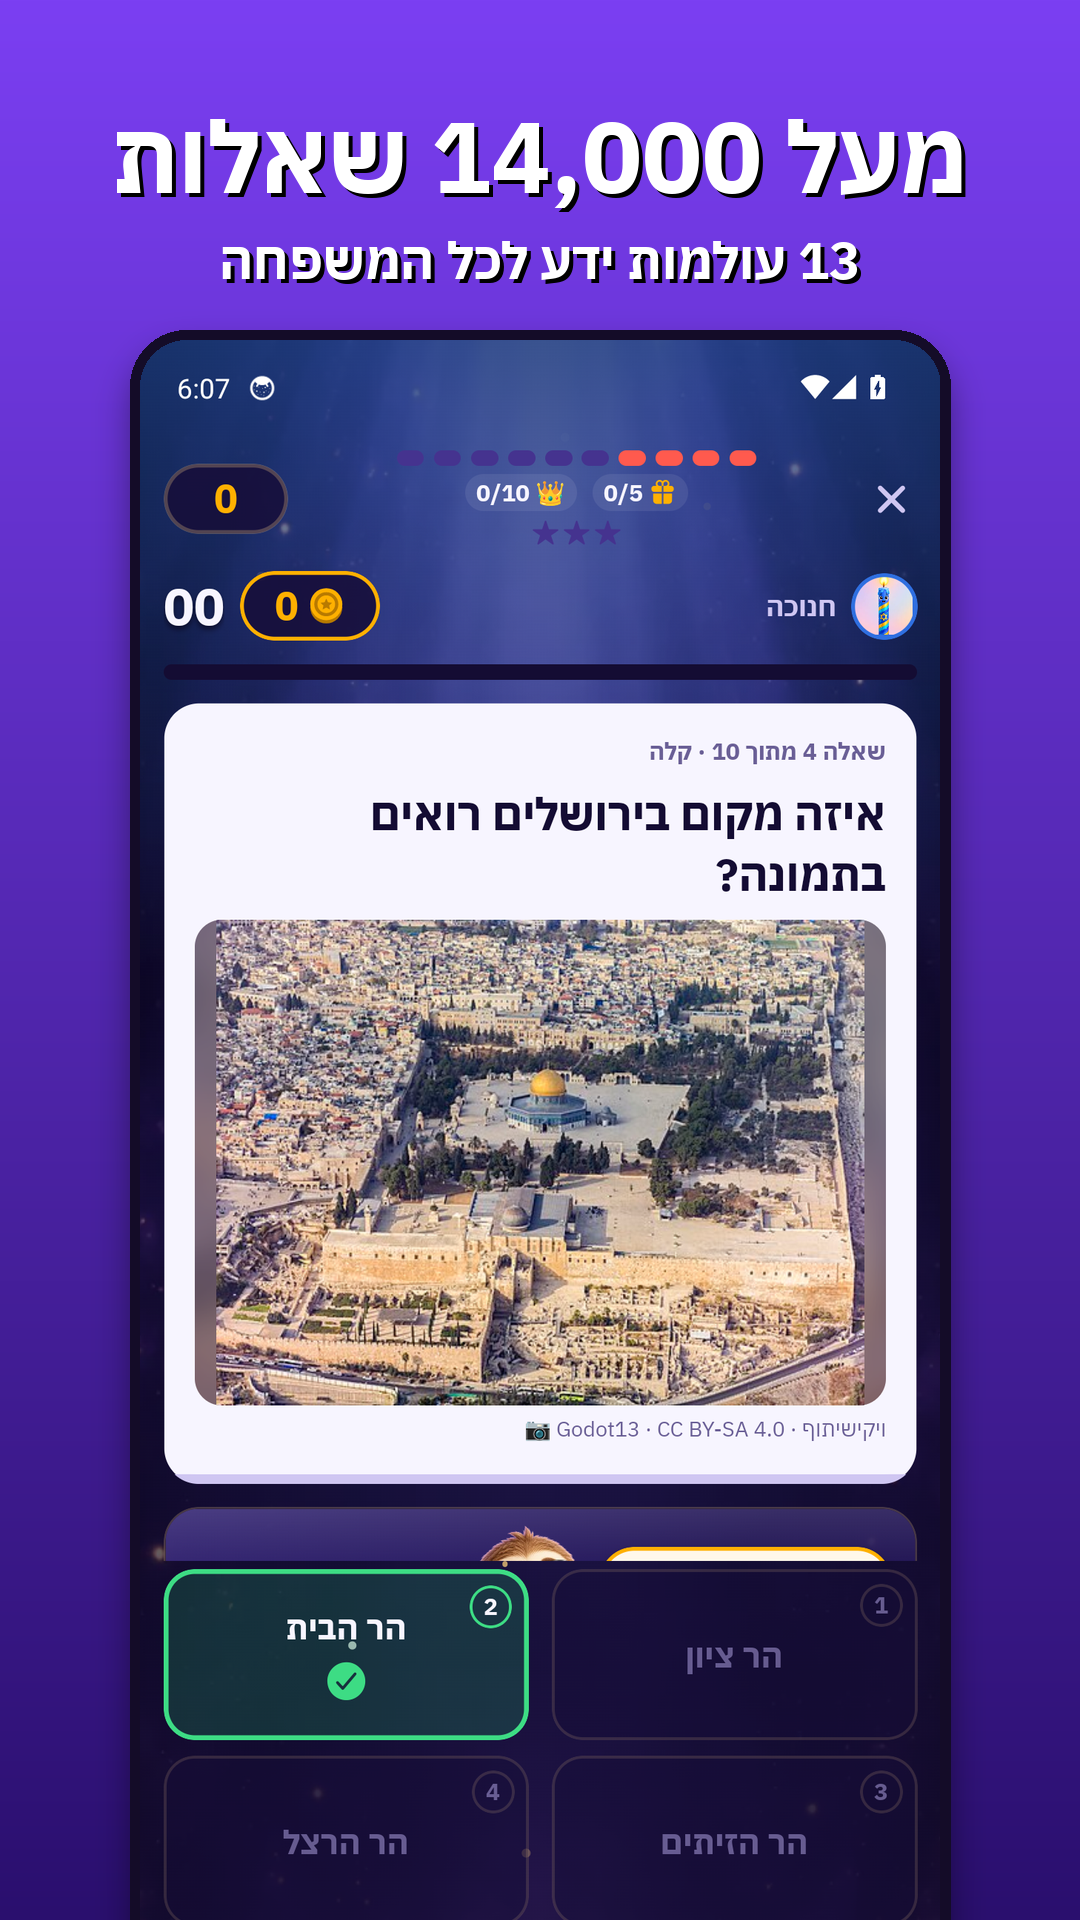 מעל 14,000 שאלות
13 עולמות ידע לכל המשפחה
6:07
0
0/10
0/5
00
0
חנוכה
שאלה 4 מתוך 10 · קלה
איזה מקום בירושלים רואים
בתמונה?
ויקישיתוף · Godot13 · CC BY-SA 4.0
1
הר ציון
2
הר הבית
3
הר הזיתים
4
הר הרצל